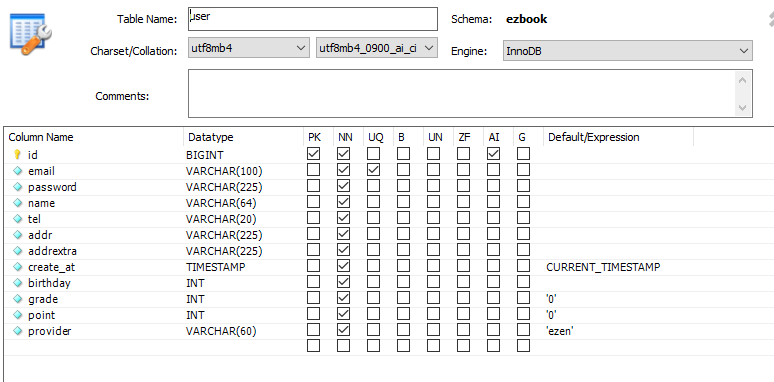 Table Name: user Schema: ezbook
Charset/Collation: utf8mb4 utf8mb4_0900_ai_ci Engine: InnoDB
Comments:
Column Name Datatype PK NN UQ B UN ZF AI G Default/Expression
id BIGINT
email VARCHAR(100)
password VARCHAR(225)
name VARCHAR(64)
tel VARCHAR(20)
addr VARCHAR(225)
addrextra VARCHAR(225)
create_at TIMESTAMP CURRENT_TIMESTAMP
birthday INT
grade INT '0'
point INT '0'
provider VARCHAR(60) 'ezen'